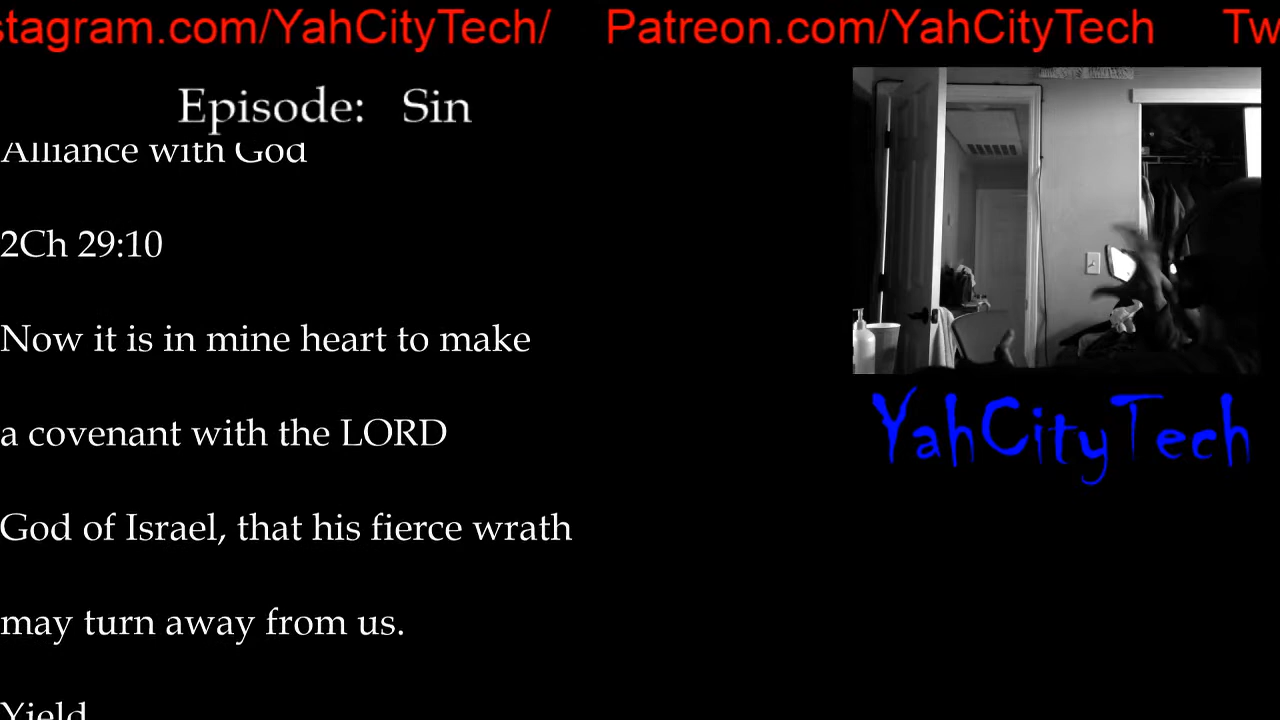 stagram.com/YahCityTech/ Patreon.com/YahCityTech Tw
Episode: Sin
Alliance with God
2Ch 29:10
Now it is in mine heart to make
a covenant with the LORD
God of Israel, that his fierce wrath
may turn away from us.
Yield
YahCityTech